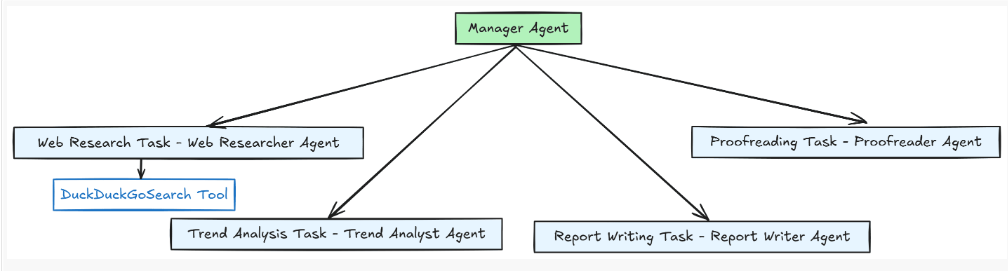 Manager Agent
Web Research Task - Web Researcher Agent
Proofreading Task - Proofreader Agent
DuckDuckGoSearch Tool
Trend Analysis Task - Trend Analyst Agent
Report Writing Task - Report Writer Agent